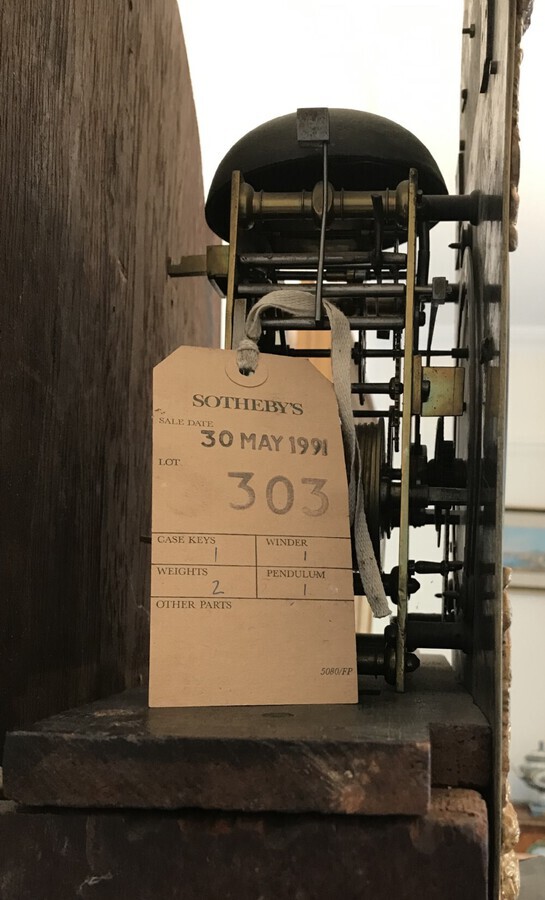 SOTHEBY'S
SALE DATE
30 MAY 1991
LOT
303
CASE KEYS 1 WINDER 1
WEIGHTS 2 PENDULUM 1
OTHER PARTS
5080/FP